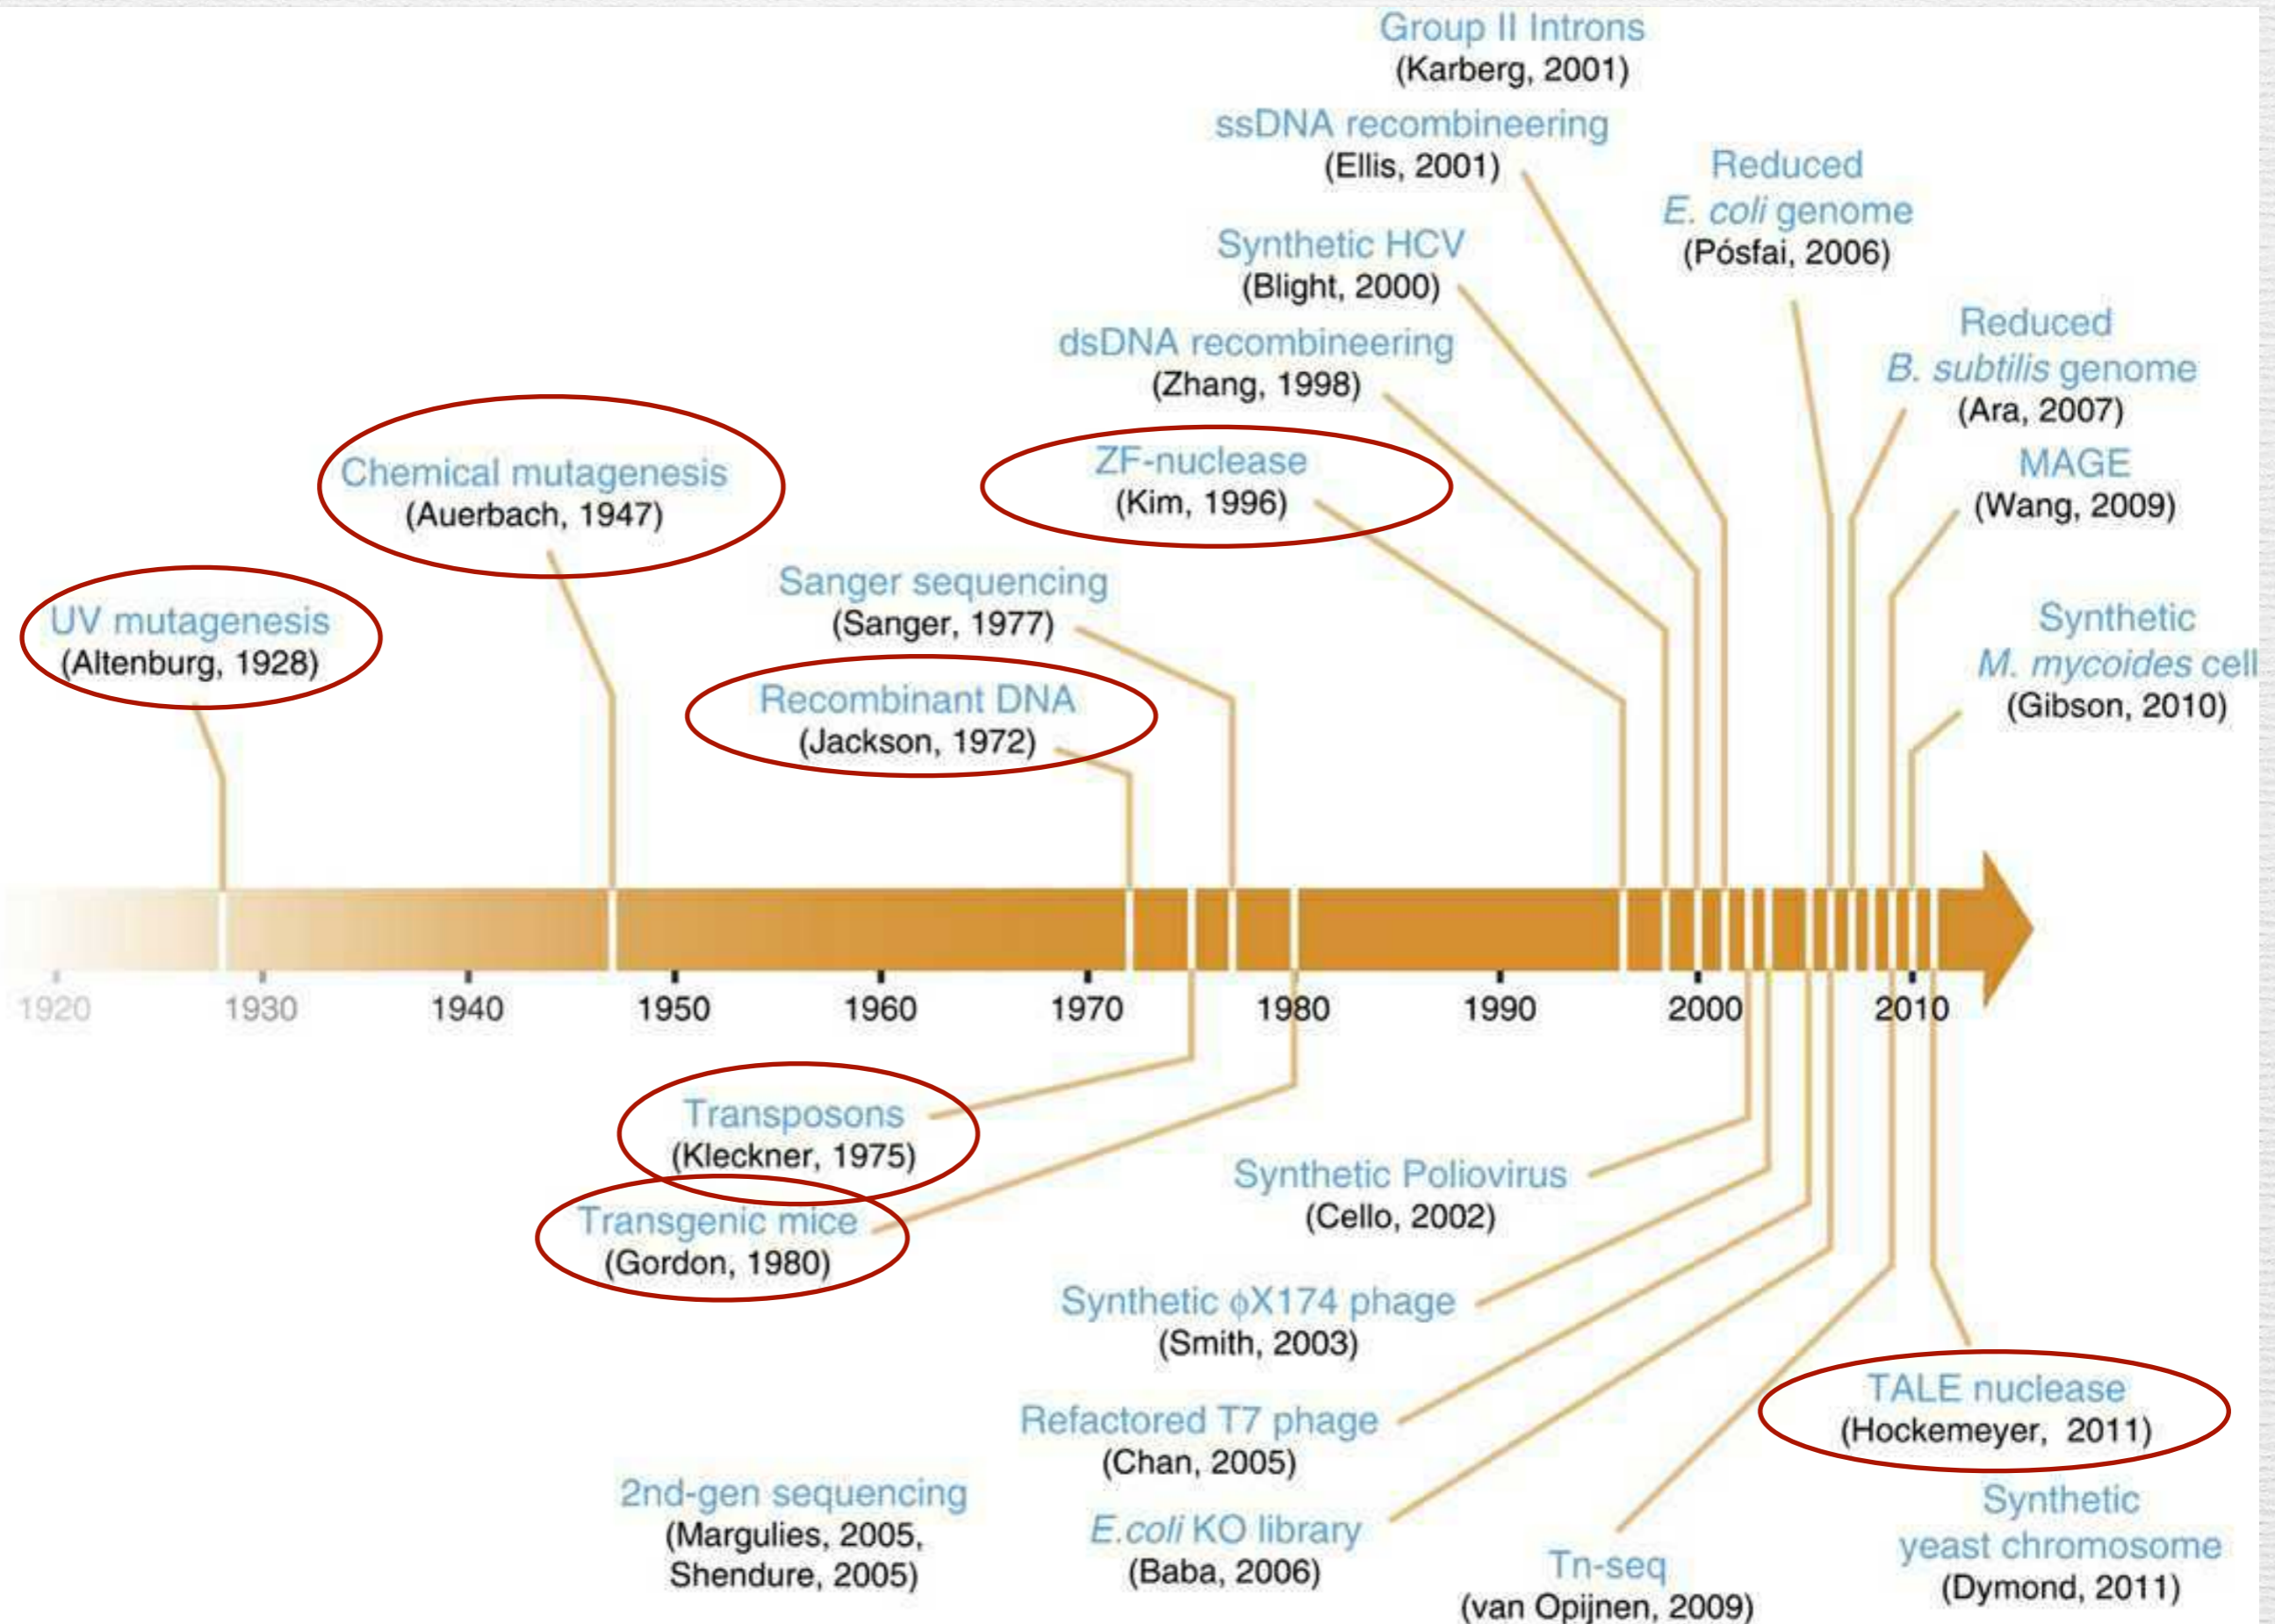 Group II Introns
(Karberg, 2001)
ssDNA recombineering
(Ellis, 2001)
Reduced
E. coli genome
(Pósfai, 2006)
Synthetic HCV
(Blight, 2000)
dsDNA recombineering
(Zhang, 1998)
Reduced
B. subtilis genome
(Ara, 2007)
Chemical mutagenesis
(Auerbach, 1947)
ZF-nuclease
(Kim, 1996)
MAGE
(Wang, 2009)
UV mutagenesis
(Altenburg, 1928)
Sanger sequencing
(Sanger, 1977)
Synthetic
M. mycoides cell
(Gibson, 2010)
Recombinant DNA
(Jackson, 1972)
1920 1930 1940 1950 1960 1970 1980 1990 2000 2010
Transposons
(Kleckner, 1975)
Transgenic mice
(Gordon, 1980)
Synthetic Poliovirus
(Cello, 2002)
Synthetic ϕX174 phage
(Smith, 2003)
Refactored T7 phage
(Chan, 2005)
TALE nuclease
(Hockemeyer, 2011)
2nd-gen sequencing
(Margulies, 2005,
Shendure, 2005)
E.coli KO library
(Baba, 2006)
Tn-seq
(van Opijnen, 2009)
Synthetic
yeast chromosome
(Dymond, 2011)